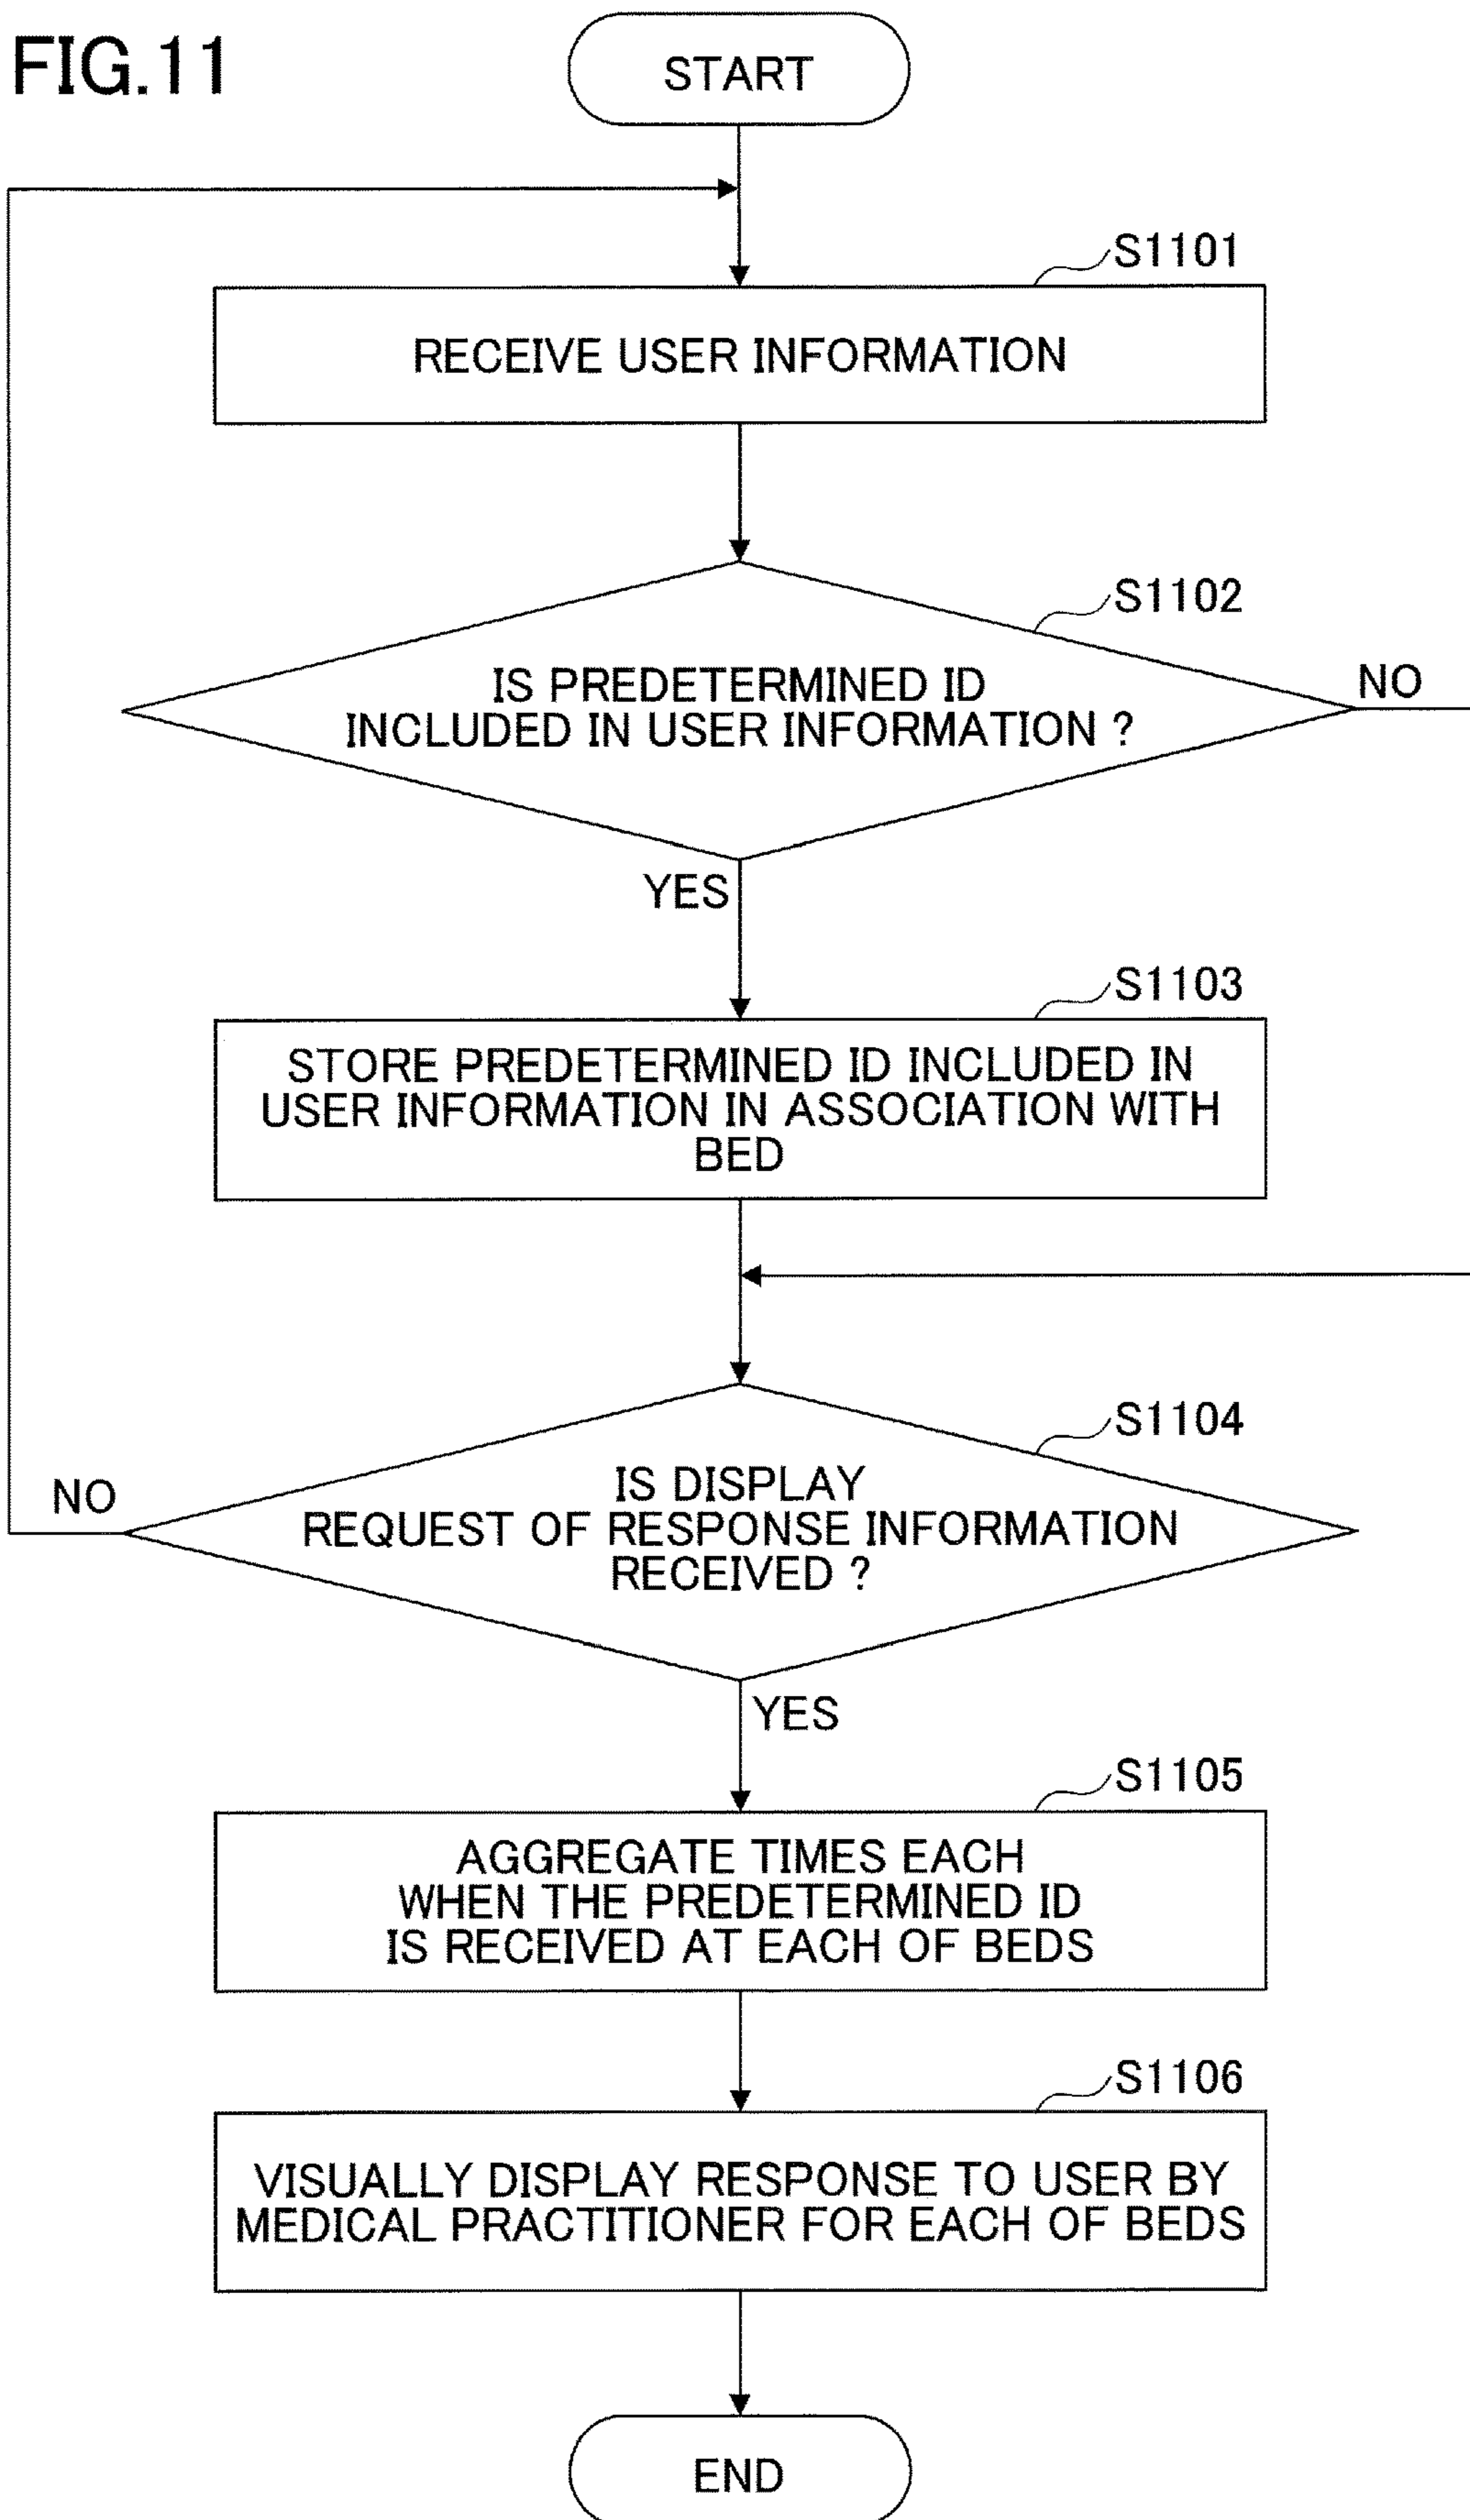 FIG.11
START
S1101
RECEIVE USER INFORMATION
S1102
IS PREDETERMINED ID
INCLUDED IN USER INFORMATION ?
NO
YES
S1103
STORE PREDETERMINED ID INCLUDED IN
USER INFORMATION IN ASSOCIATION WITH
BED
S1104
IS DISPLAY
REQUEST OF RESPONSE INFORMATION
RECEIVED ?
NO
YES
S1105
AGGREGATE TIMES EACH
WHEN THE PREDETERMINED ID
IS RECEIVED AT EACH OF BEDS
S1106
VISUALLY DISPLAY RESPONSE TO USER BY
MEDICAL PRACTITIONER FOR EACH OF BEDS
END